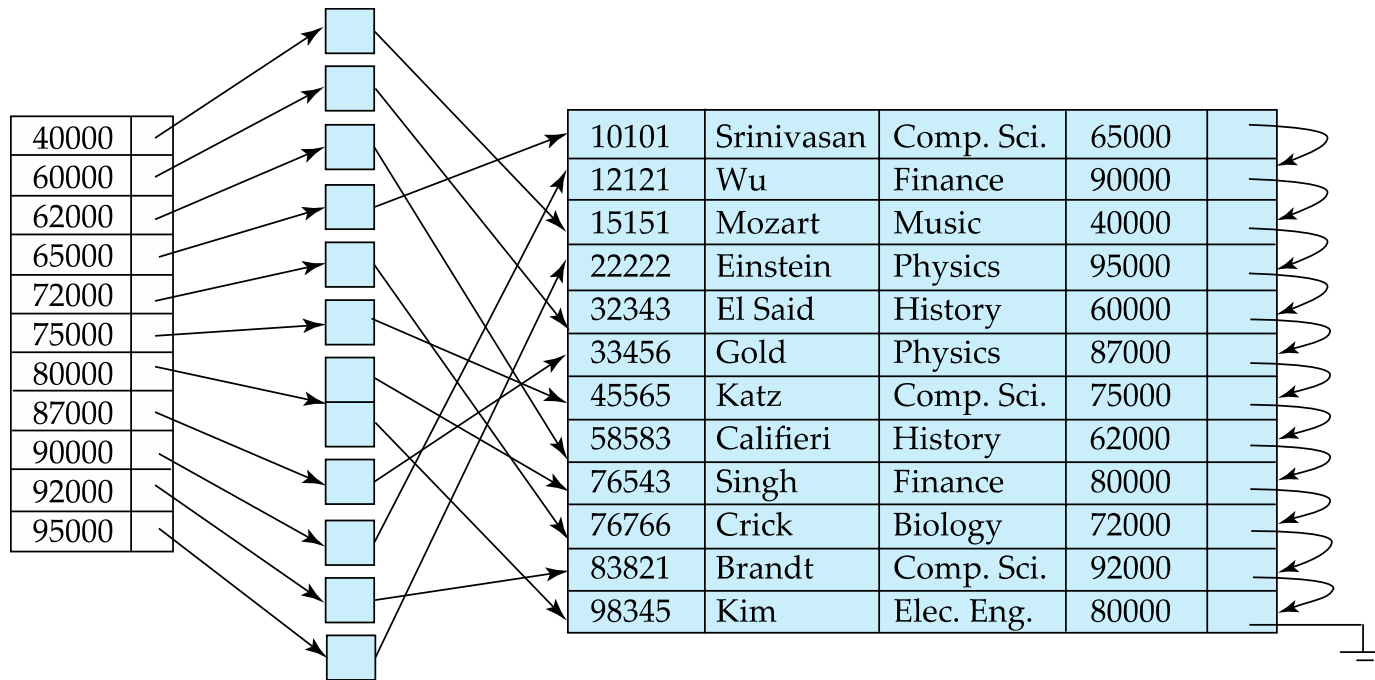 40000
60000
62000
65000
72000
75000
80000
87000
90000
92000
95000
10101 Srinivasan Comp. Sci. 65000
12121 Wu Finance 90000
15151 Mozart Music 40000
22222 Einstein Physics 95000
32343 El Said History 60000
33456 Gold Physics 87000
45565 Katz Comp. Sci. 75000
58583 Califieri History 62000
76543 Singh Finance 80000
76766 Crick Biology 72000
83821 Brandt Comp. Sci. 92000
98345 Kim Elec. Eng. 80000